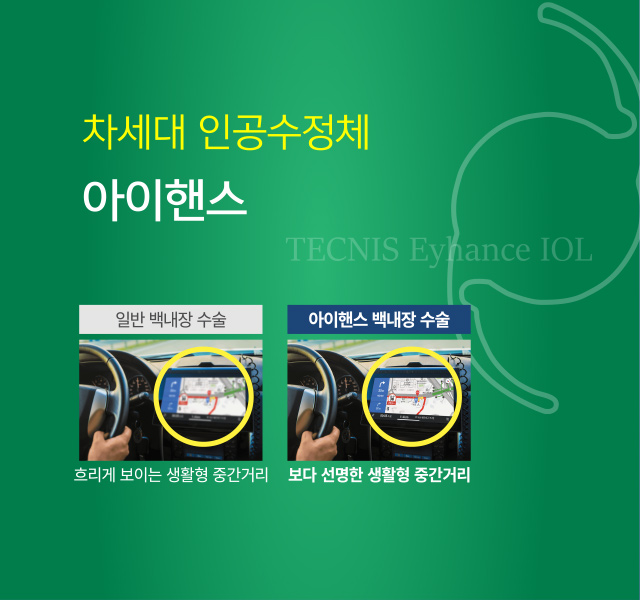 차세대 인공수정체
아이핸스
TECNIS Eyhance IOL
일반 백내장 수술
아이핸스 백내장 수술
흐리게 보이는 생활형 중간거리
보다 선명한 생활형 중간거리